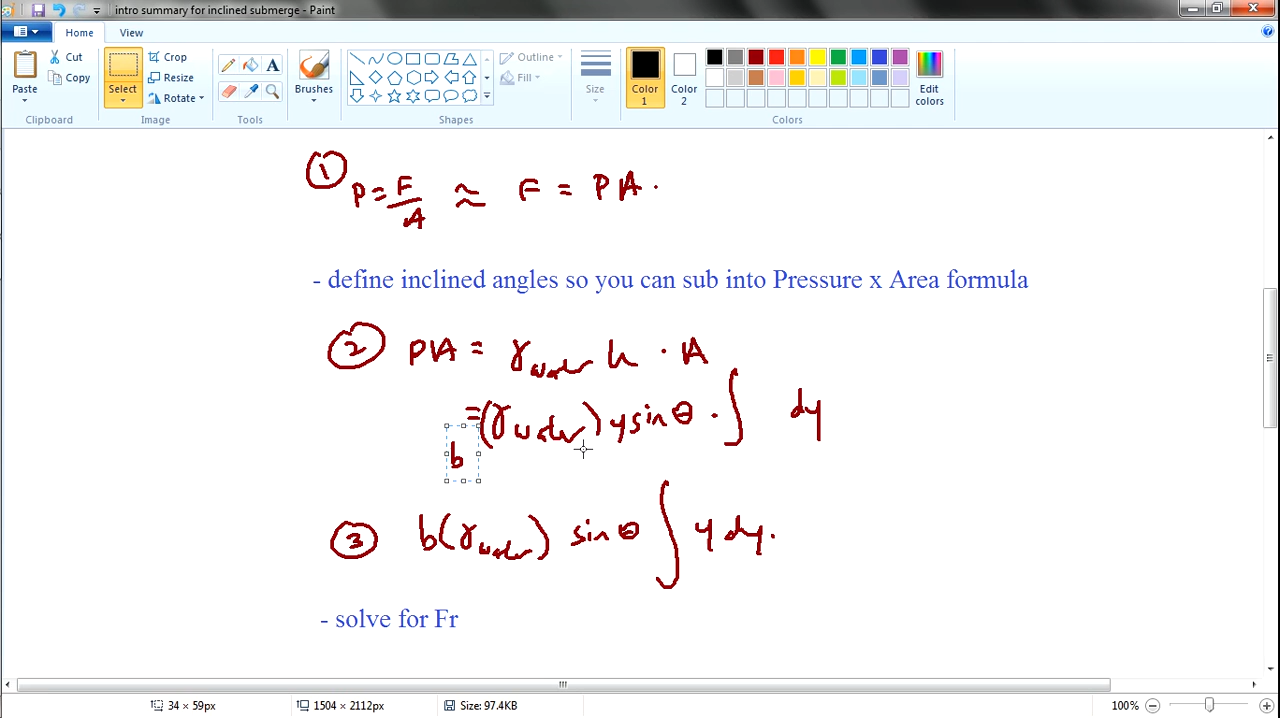 intro summary for inclined submerge - Paint
Home View
Paste Cut Copy Select Crop Resize Rotate A Brushes Outline Fill Size Color 1 Color 2 Edit colors
Clipboard Image Tools Shapes Colors
① P = F/A ≈ F = PA.
- define inclined angles so you can sub into Pressure x Area formula
② PA = γwater h · A
= (γwater) y sin θ · ∫ dy
b
③ b(γwater) sin θ ∫ y dy.
- solve for Fr
34 × 59px 1504 × 2112px Size: 97.4KB 100%